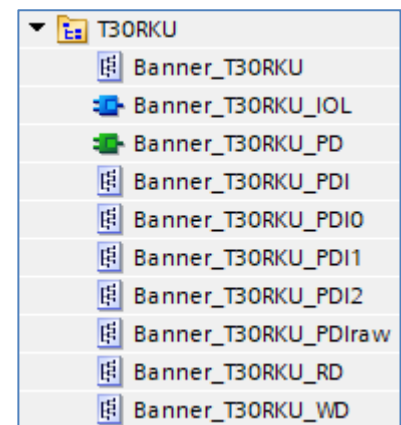 T30RKU
Banner_T30RKU
Banner_T30RKU_IOL
Banner_T30RKU_PD
Banner_T30RKU_PDI
Banner_T30RKU_PDI0
Banner_T30RKU_PDI1
Banner_T30RKU_PDI2
Banner_T30RKU_PDIraw
Banner_T30RKU_RD
Banner_T30RKU_WD